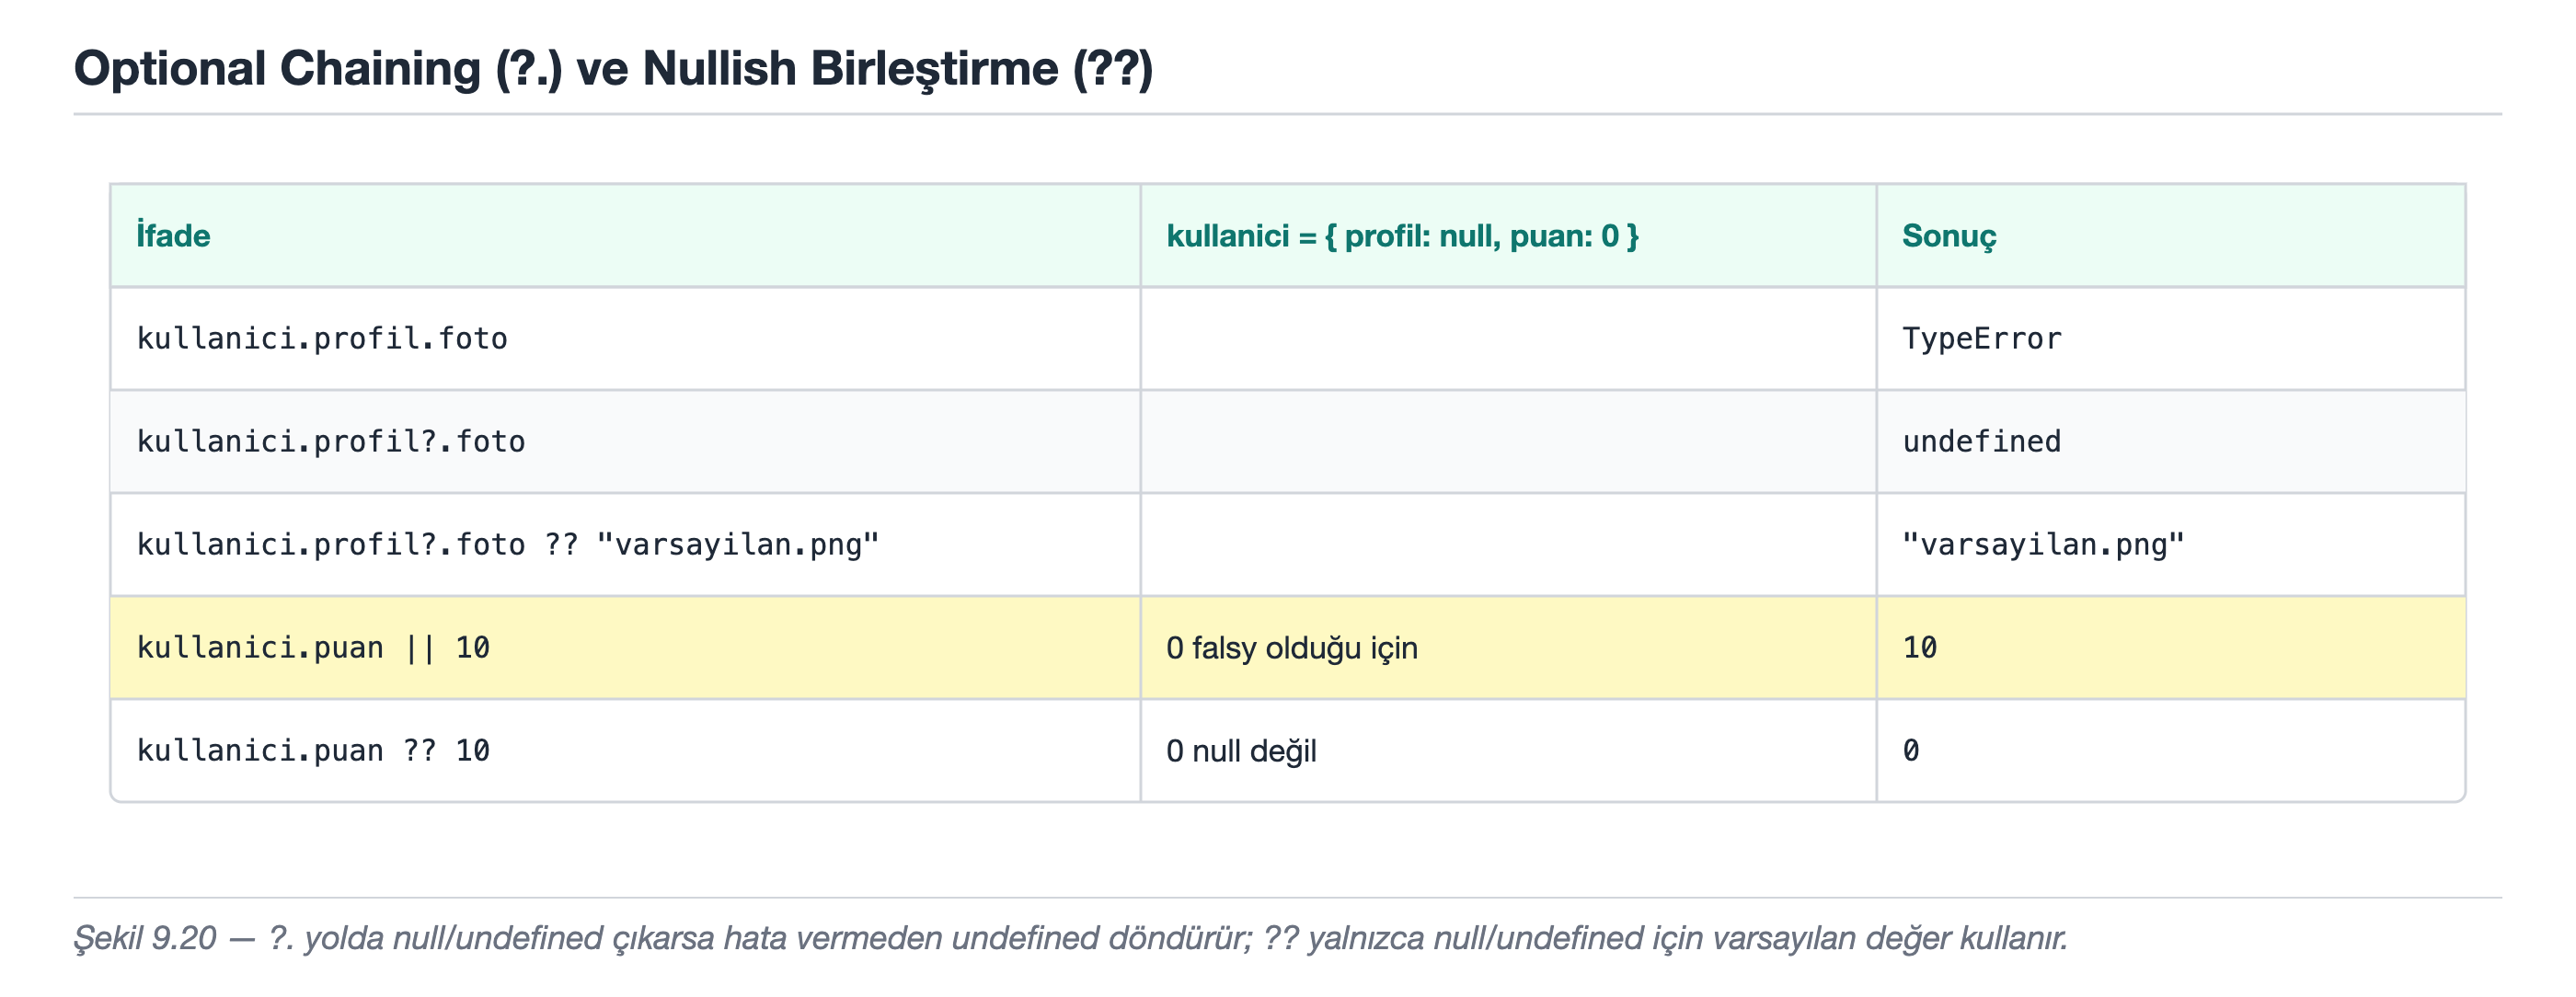 Optional Chaining (?.) ve Nullish Birleştirme (??)
İfade kullanici = { profil: null, puan: 0 } Sonuç
kullanici.profil.foto TypeError
kullanici.profil?.foto undefined
kullanici.profil?.foto ?? "varsayilan.png" "varsayilan.png"
kullanici.puan || 10 0 falsy olduğu için 10
kullanici.puan ?? 10 0 null değil 0
Şekil 9.20 — ?. yolda null/undefined çıkarsa hata vermeden undefined döndürür; ?? yalnızca null/undefined için varsayılan değer kullanır.